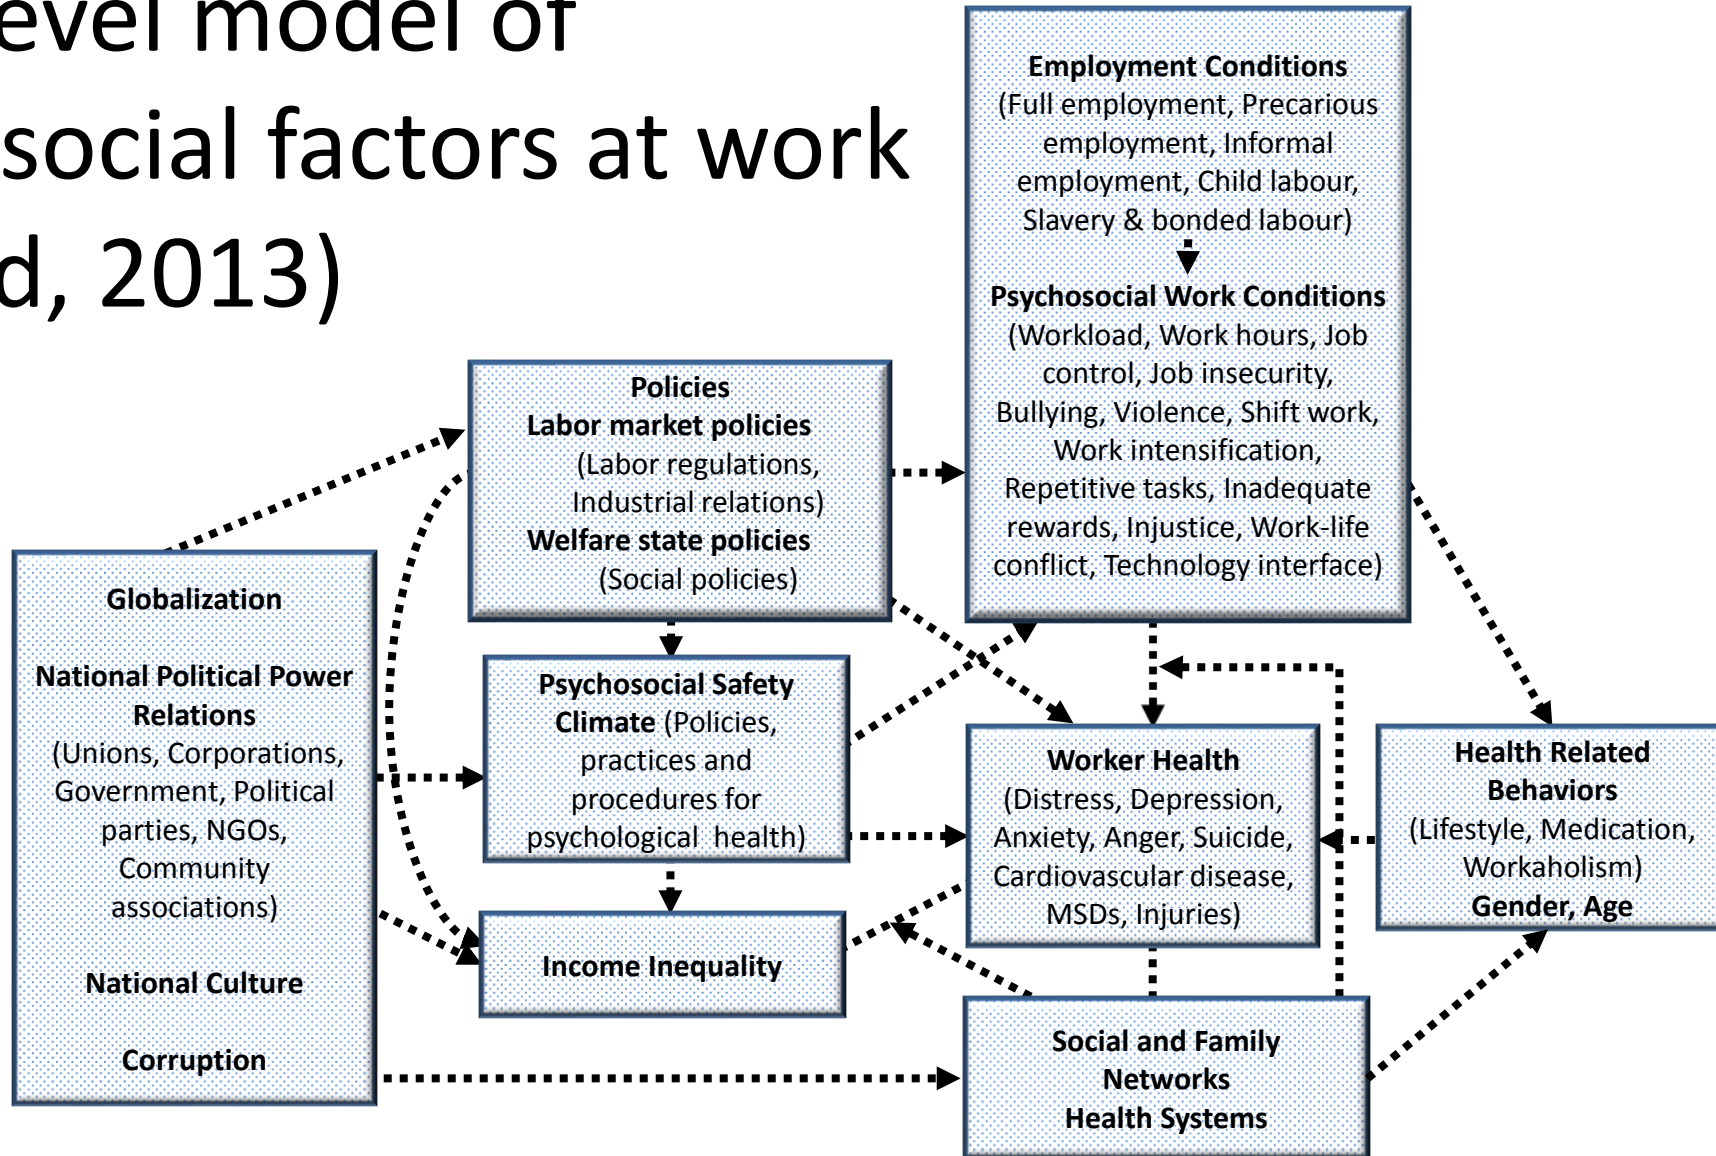 evel model of
social factors at work
d, 2013)
Employment Conditions
(Full employment, Precarious
employment, Informal
employment, Child labour,
Slavery & bonded labour)
Psychosocial Work Conditions
(Workload, Work hours, Job
control, Job insecurity,
Bullying, Violence, Shift work,
Work intensification,
Repetitive tasks, Inadequate
rewards, Injustice, Work-life
conflict, Technology interface)
Policies
Labor market policies
(Labor regulations,
Industrial relations)
Welfare state policies
(Social policies)
Globalization
National Political Power
Relations
(Unions, Corporations,
Government, Political
parties, NGOs,
Community
associations)
National Culture
Corruption
Psychosocial Safety
Climate (Policies,
practices and
procedures for
psychological health)
Income Inequality
Worker Health
(Distress, Depression,
Anxiety, Anger, Suicide,
Cardiovascular disease,
MSDs, Injuries)
Health Related
Behaviors
(Lifestyle, Medication,
Workaholism)
Gender, Age
Social and Family
Networks
Health Systems